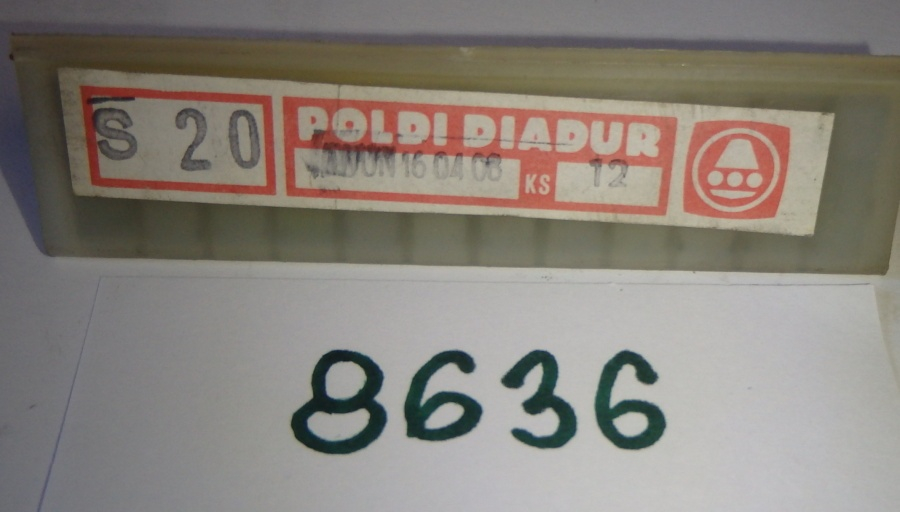 S 20
POLDI DIADUR
16 04 08 KS 12
8636